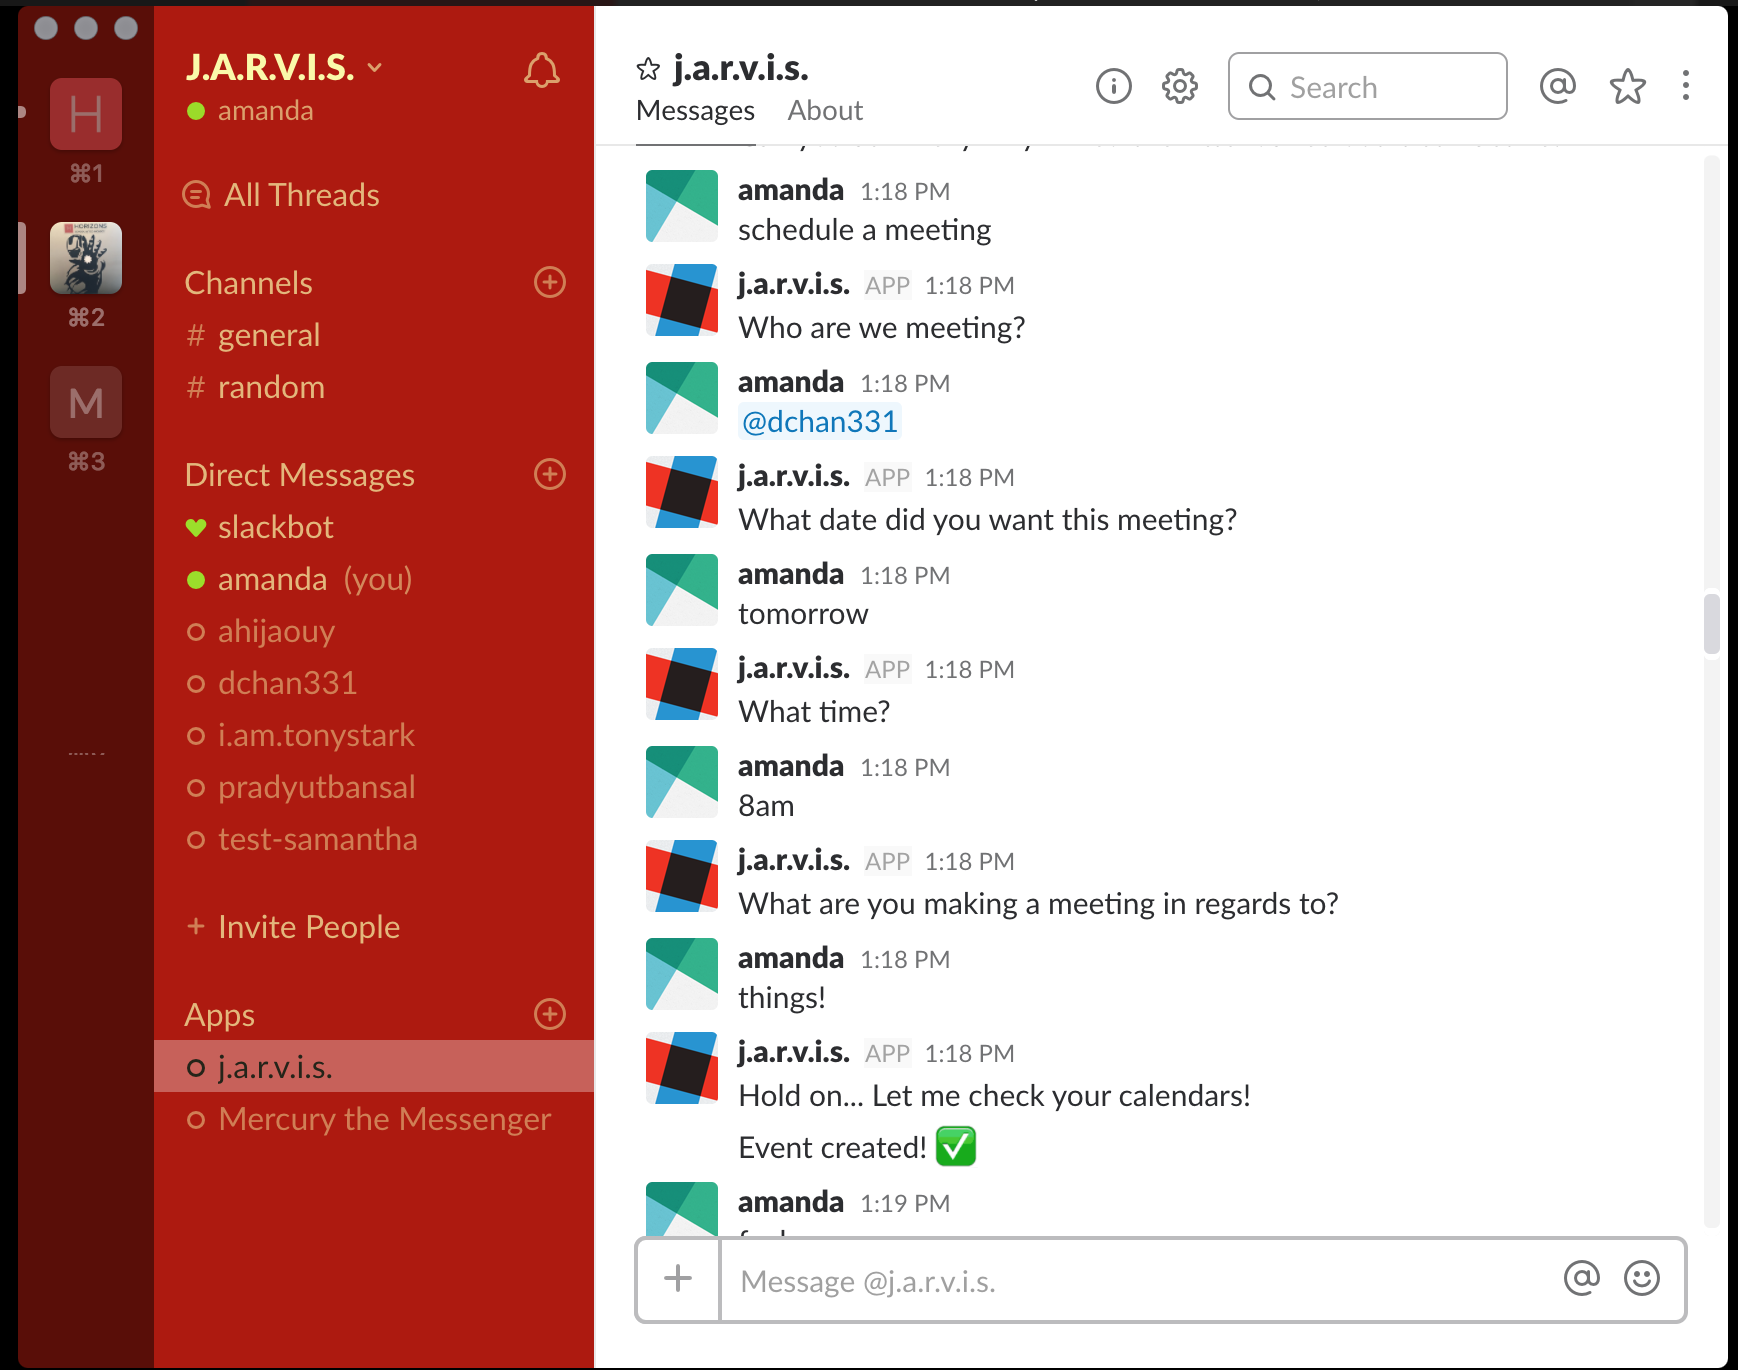 H
⌘1
HORIZONS
⌘2
M
⌘3
J.A.R.V.I.S.
amanda
All Threads
Channels
# general
# random
Direct Messages
slackbot
amanda (you)
ahijaouy
dchan331
i.am.tonystark
pradyutbansal
test-samantha
+ Invite People
Apps
j.a.r.v.i.s.
Mercury the Messenger
j.a.r.v.i.s.
Messages About
Search
amanda 1:18 PM
schedule a meeting
j.a.r.v.i.s. APP 1:18 PM
Who are we meeting?
amanda 1:18 PM
@dchan331
j.a.r.v.i.s. APP 1:18 PM
What date did you want this meeting?
amanda 1:18 PM
tomorrow
j.a.r.v.i.s. APP 1:18 PM
What time?
amanda 1:18 PM
8am
j.a.r.v.i.s. APP 1:18 PM
What are you making a meeting in regards to?
amanda 1:18 PM
things!
j.a.r.v.i.s. APP 1:18 PM
Hold on... Let me check your calendars!
Event created! ✅
amanda 1:19 PM
Message @j.a.r.v.i.s.